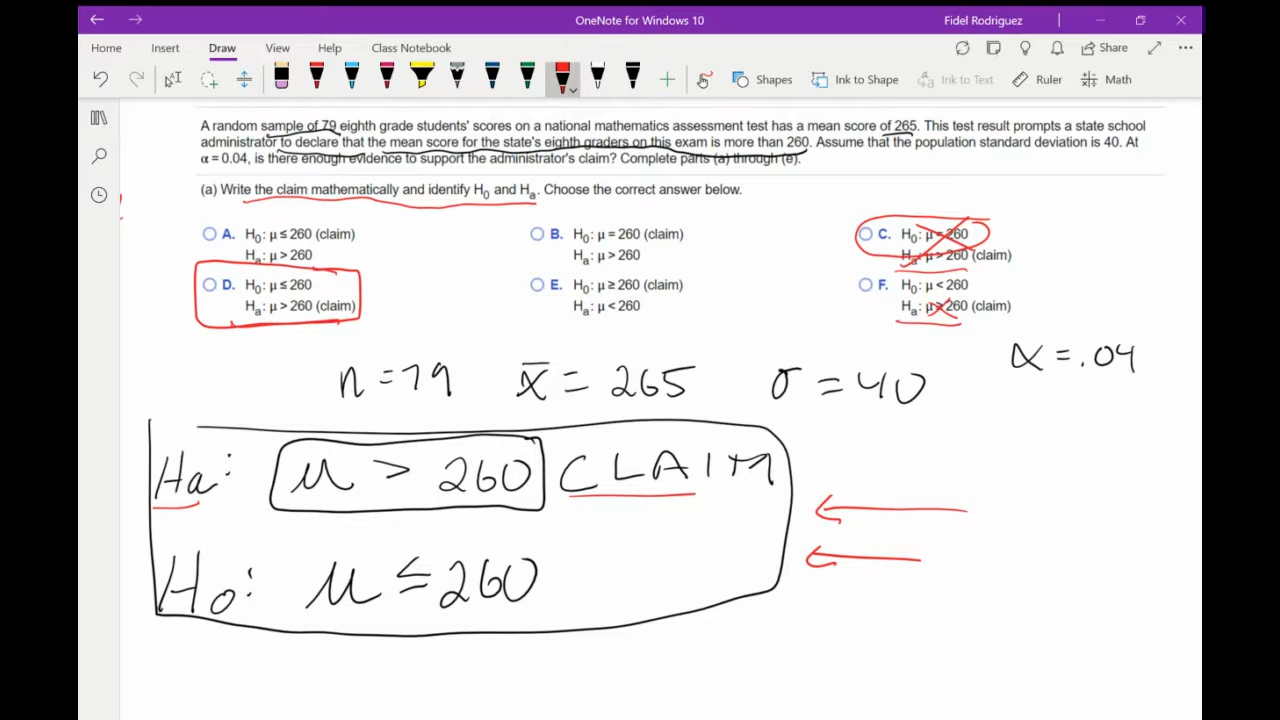 OneNote for Windows 10
Fidel Rodriguez
Home Insert Draw View Help Class Notebook Share
Shapes Ink to Shape Ink to Text Ruler Math
A random sample of 79 eighth grade students' scores on a national mathematics assessment test has a mean score of 265. This test result prompts a state school
administrator to declare that the mean score for the state's eighth graders on this exam is more than 260. Assume that the population standard deviation is 40. At
α = 0.04, is there enough evidence to support the administrator's claim? Complete parts (a) through (e).
(a) Write the claim mathematically and identify H₀ and Hₐ. Choose the correct answer below.
A. H₀: μ ≤ 260 (claim)
Hₐ: μ > 260
B. H₀: μ = 260 (claim)
Hₐ: μ > 260
C. H₀: μ = 260
Hₐ: μ > 260 (claim)
D. H₀: μ ≤ 260
Hₐ: μ > 260 (claim)
E. H₀: μ ≥ 260 (claim)
Hₐ: μ < 260
F. H₀: μ < 260
Hₐ: μ ≥ 260 (claim)
α = .04
n = 79 x̄ = 265 σ = 40
Ha: μ > 260 CLAIM
Ho: μ ≤ 260